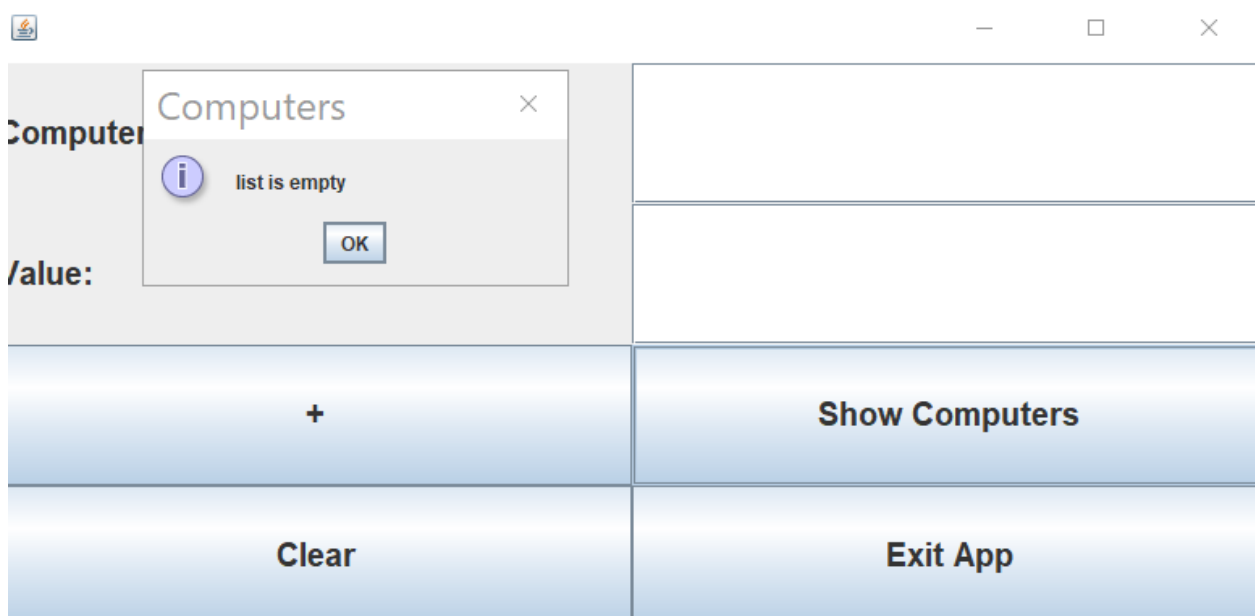 Computers
Computer
list is empty
OK
Value:
+
Show Computers
Clear
Exit App